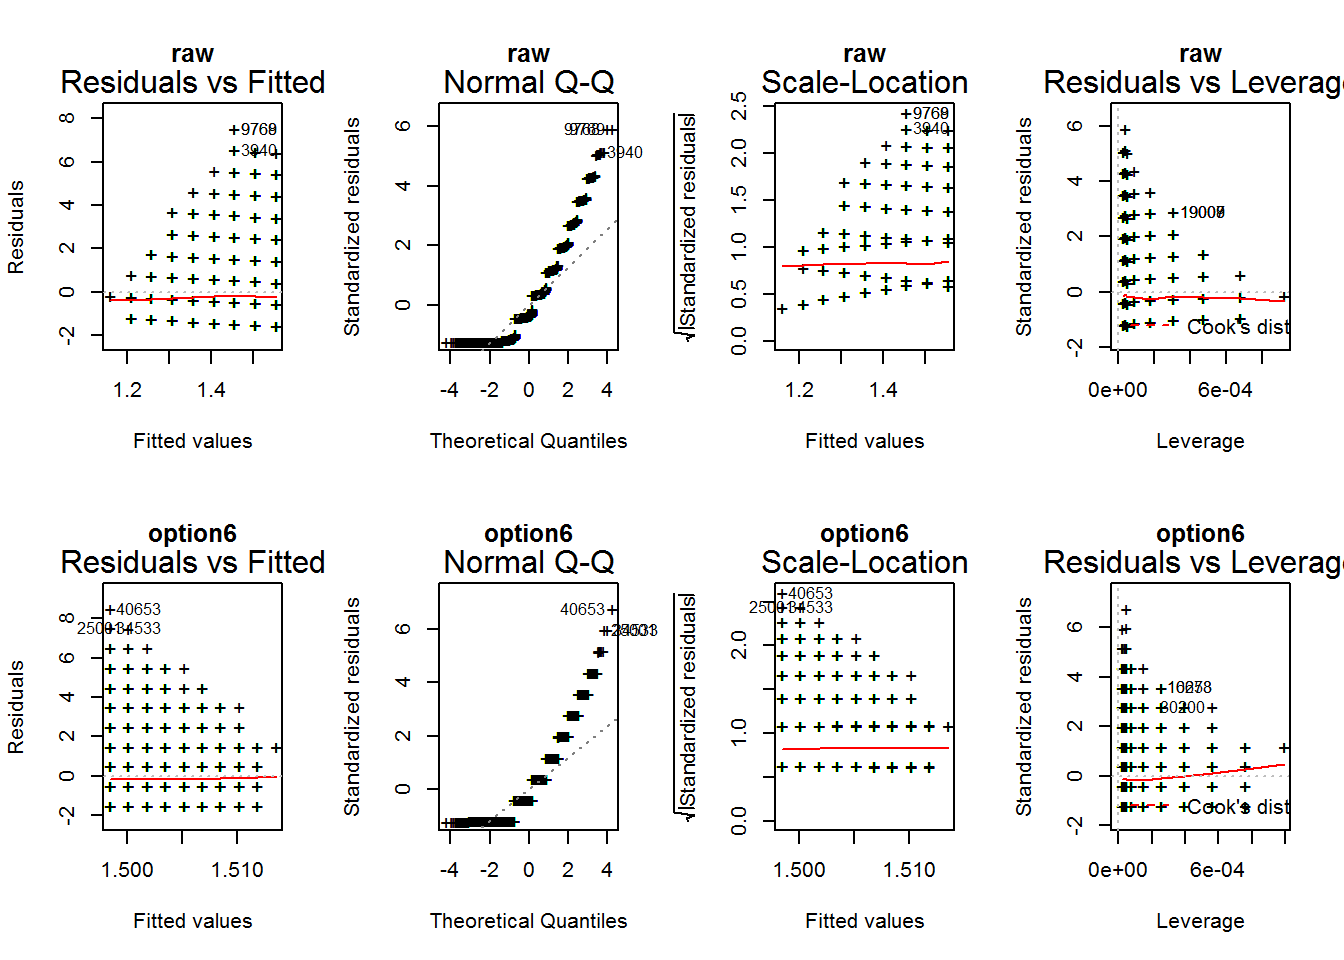 raw
Residuals vs Fitted
Residuals
8
6
4
2
0
-2
9769
3940
1.2
1.4
Fitted values
raw
Normal Q-Q
Standardized residuals
6
4
2
0
3940
-4
-2
0
2
4
Theoretical Quantiles
raw
Scale-Location
√|Standardized residuals|
2.5
2.0
1.5
1.0
0.5
0.0
9769
3940
1.2
1.4
Fitted values
raw
Residuals vs Leverage
Standardized residuals
6
4
2
0
-2
Cook's dist
0e+00
6e-04
Leverage
option6
Residuals vs Fitted
Residuals
8
6
4
2
0
-2
40653
34533
1.500
1.510
Fitted values
option6
Normal Q-Q
Standardized residuals
6
4
2
0
40653
-4
-2
0
2
4
Theoretical Quantiles
option6
Scale-Location
√|Standardized residuals|
2.0
1.0
0.0
40653
34533
1.500
1.510
Fitted values
option6
Residuals vs Leverage
Standardized residuals
6
4
2
0
-2
Cook's dist
0e+00
6e-04
Leverage